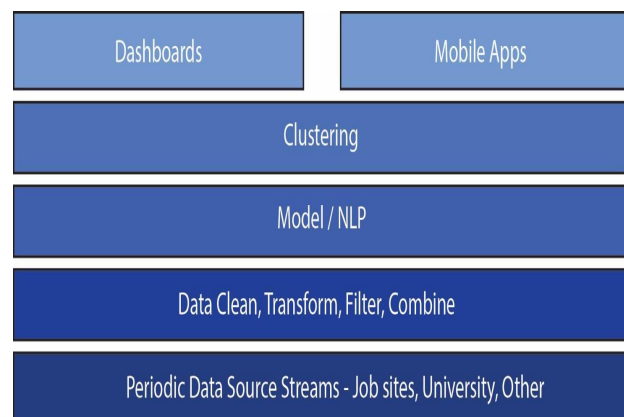 Dashboards
Mobile Apps
Clustering
Model / NLP
Data Clean, Transform, Filter, Combine
Periodic Data Source Streams - Job sites, University, Other